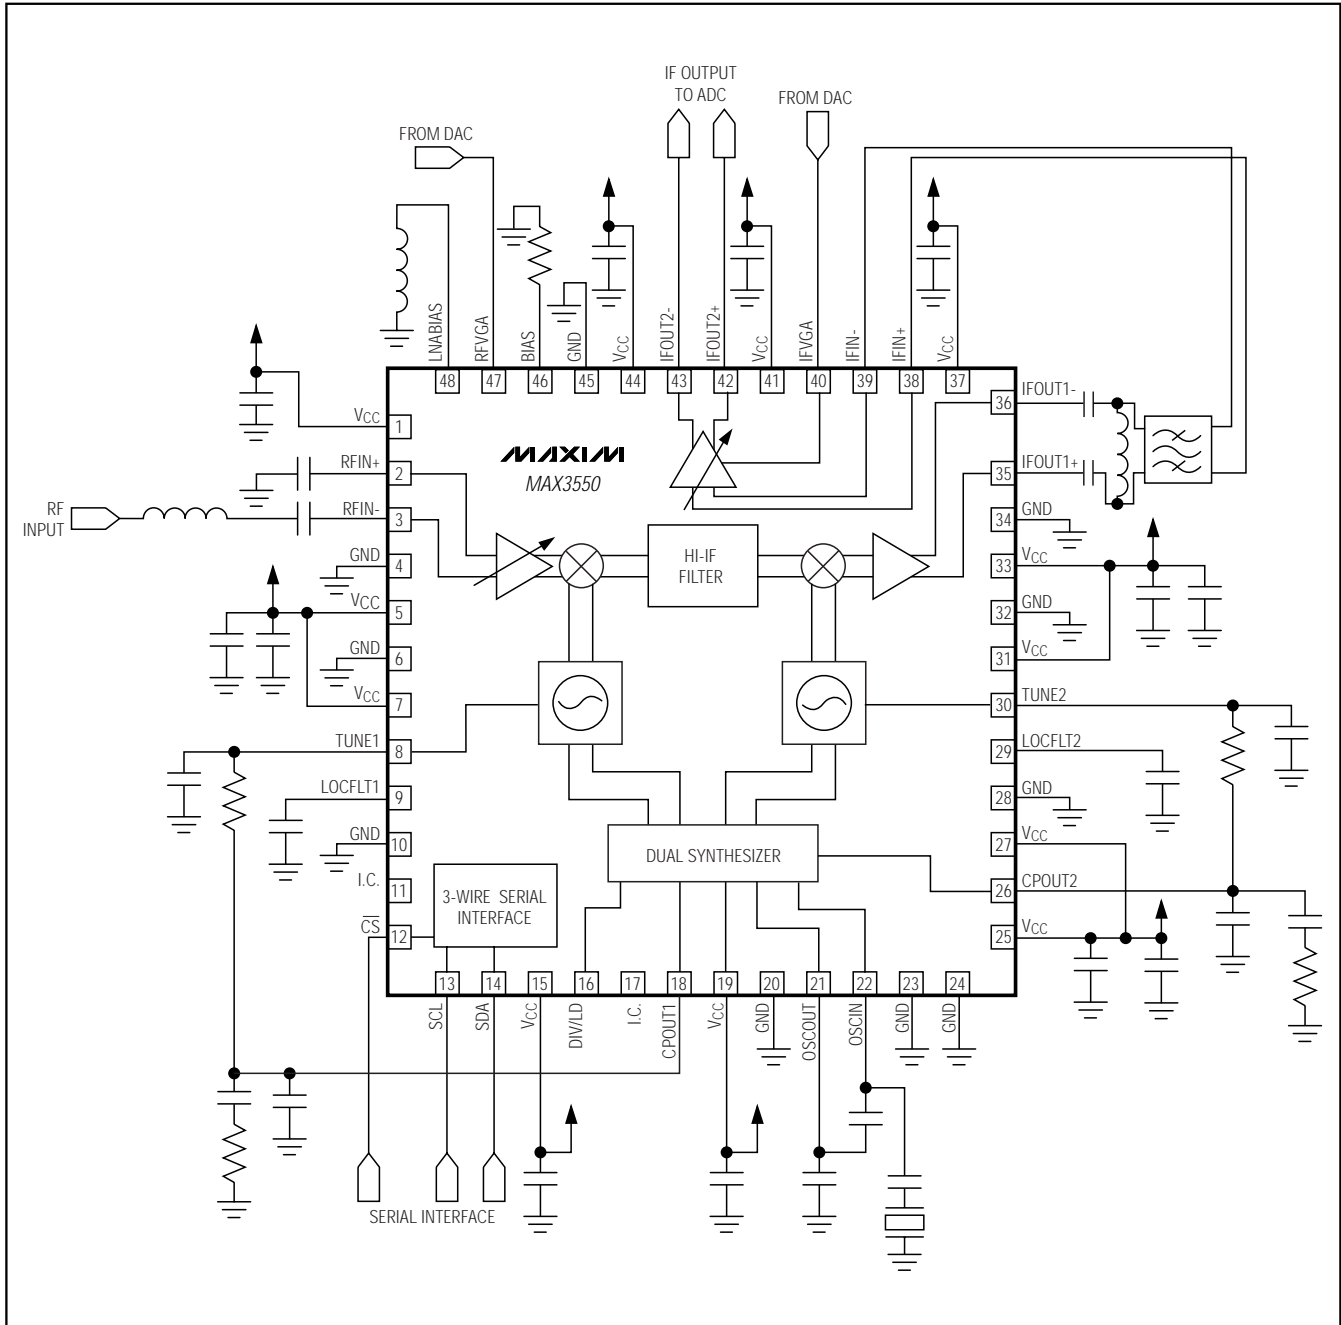 IF OUTPUT
TO ADC
FROM DAC
FROM DAC
LNABIAS
RFVGA
BIAS
GND
VCC
IFOUT2-
IFOUT2+
VCC
IFVGA
IFIN-
IFIN+
VCC
48
47
46
45
44
43
42
41
40
39
38
37
VCC
1
RFIN+
2
RF
INPUT
RFIN-
3
GND
4
VCC
5
GND
6
VCC
7
TUNE1
8
LOCFLT1
9
GND
10
I.C.
11
C̅S̅
12
MAXIM
MAX3550
HI-IF
FILTER
DUAL SYNTHESIZER
3-WIRE SERIAL
INTERFACE
36
IFOUT1-
35
IFOUT1+
34
GND
33
VCC
32
GND
31
VCC
30
TUNE2
29
LOCFLT2
28
GND
27
VCC
26
CPOUT2
25
VCC
13
14
15
16
17
18
19
20
21
22
23
24
SCL
SDA
VCC
DIV/LD
I.C.
CPOUT1
VCC
GND
OSCOUT
OSCIN
GND
GND
SERIAL INTERFACE